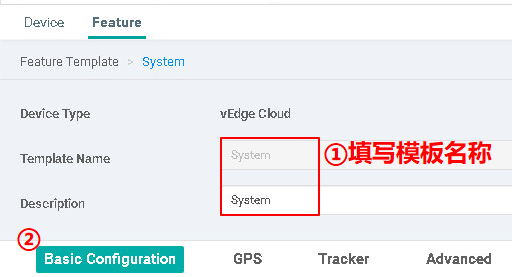 Device Feature
Feature Template > System
Device Type vEdge Cloud
Template Name System ①填写模板名称
Description System
②
Basic Configuration GPS Tracker Advanced